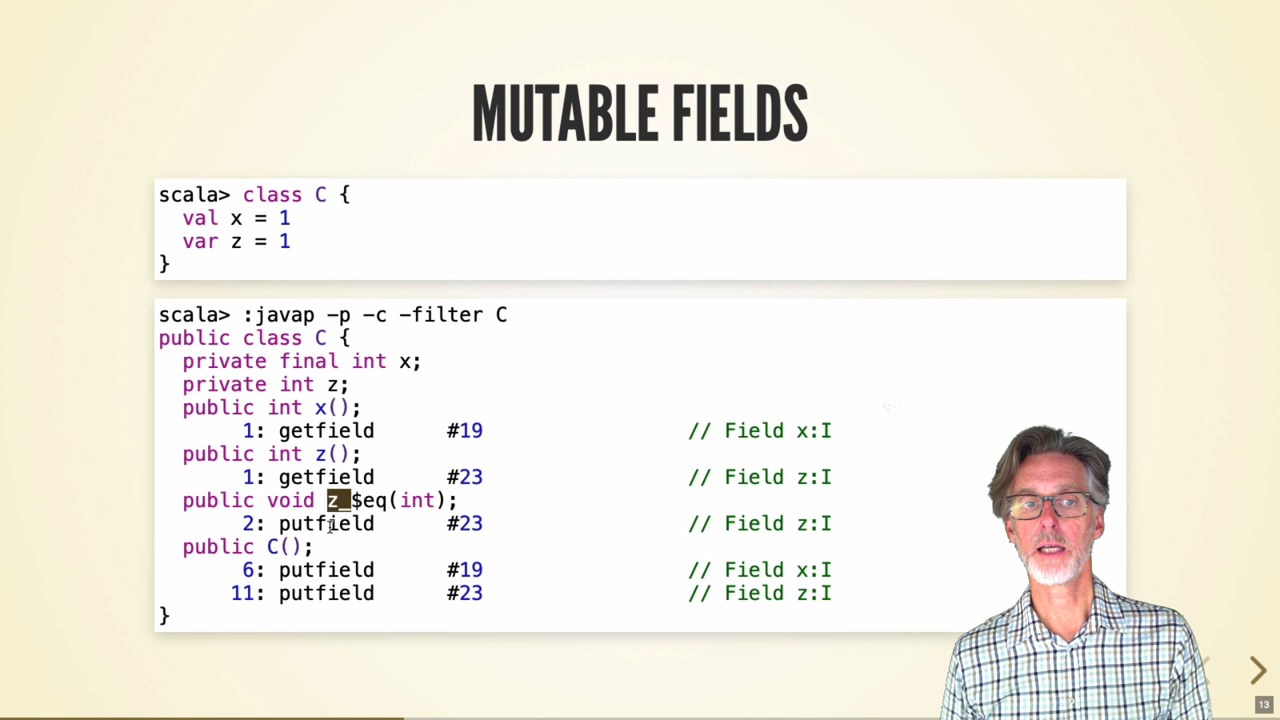 MUTABLE FIELDS
scala> class C {
  val x = 1
  var z = 1
}
scala> :javap -p -c -filter C
public class C {
  private final int x;
  private int z;
  public int x();
       1: getfield      #19                 // Field x:I
  public int z();
       1: getfield      #23                 // Field z:I
  public void z_$eq(int);
       2: putfield      #23                 // Field z:I
  public C();
       6: putfield      #19                 // Field x:I
      11: putfield      #23                 // Field z:I
}
13